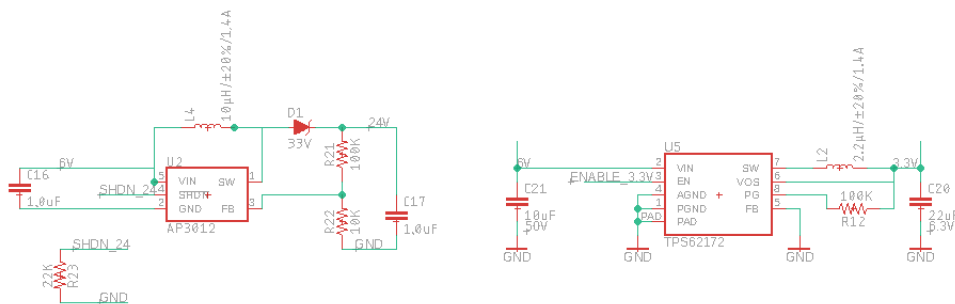 10µH/±20%/1.4A
L4
D1
33V
24V
6V
U2
C16
1.0uF
SHDN_24
5
4
2
VIN
SHDN
GND
SW
FB
1
3
AP3012
R21
100K
R22
10K
C17
1.0uF
GND
SHDN_24
22K
R23
GND
2.2µH/±20%/1.4A
L2
U5
6V
ENABLE_3.3V
2
3
4
1
PAD
VIN
EN
AGND
PGND
PAD
SW
VOS
PG
FB
7
6
8
5
TPS62172
3.3V
100K
R12
C21
10uF
50V
C20
22uF
6.3V
GND
GND
GND
GND